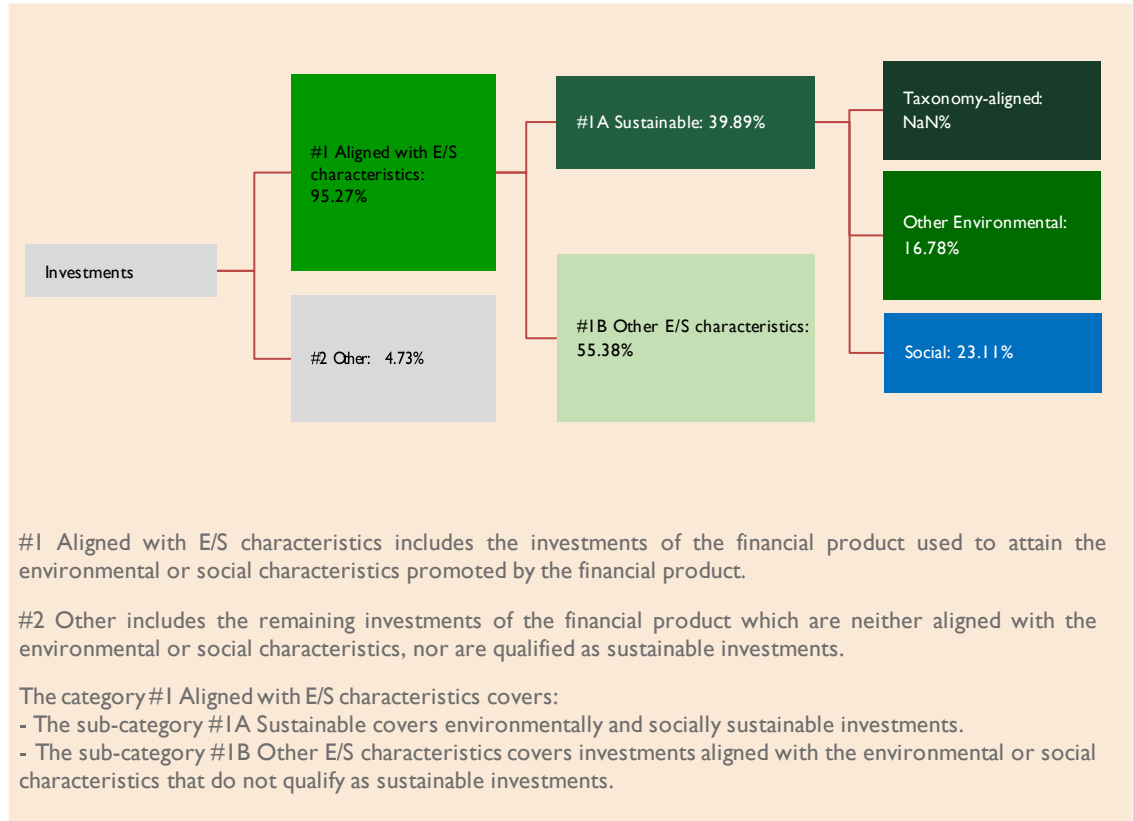 Investments
#1 Aligned with E/S
characteristics:
95.27%
#2 Other: 4.73%
#1A Sustainable: 39.89%
#1B Other E/S characteristics:
55.38%
Taxonomy-aligned:
NaN%
Other Environmental:
16.78%
Social: 23.11%
#1 Aligned with E/S characteristics includes the investments of the financial product used to attain the
environmental or social characteristics promoted by the financial product.
#2 Other includes the remaining investments of the financial product which are neither aligned with the
environmental or social characteristics, nor are qualified as sustainable investments.
The category #1 Aligned with E/S characteristics covers:
- The sub-category #1A Sustainable covers environmentally and socially sustainable investments.
- The sub-category #1B Other E/S characteristics covers investments aligned with the environmental or social
characteristics that do not qualify as sustainable investments.